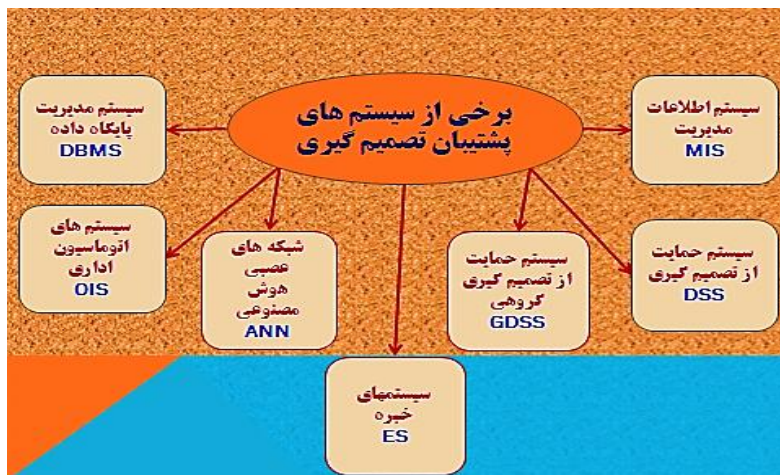 برخی از سیستم های
پشتیبان تصمیم گیری
سیستم اطلاعات
مدیریت
MIS
سیستم حمایت
از تصمیم گیری
DSS
سیستم حمایت
از تصمیم گیری
گروهی
GDSS
سیستمهای
خبره
ES
شبکه های
عصبی
هوش
مصنوعی
ANN
سیستم های
اتوماسیون
اداری
OIS
سیستم مدیریت
پایگاه داده
DBMS